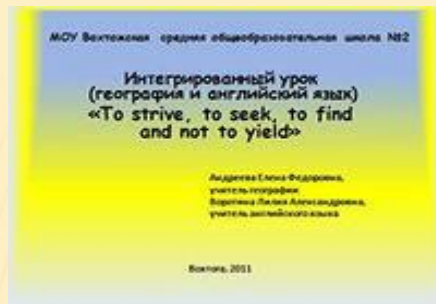 МОУ Вохтожская средняя общеобразовательная школа №2
Интегрированный урок
(география и английский язык)
«To strive, to seek, to find
and not to yield»
Андреева Елена Федоровна,
учитель географии
Воротина Лилия Александровна,
учитель английского языка
Вохтога, 2011